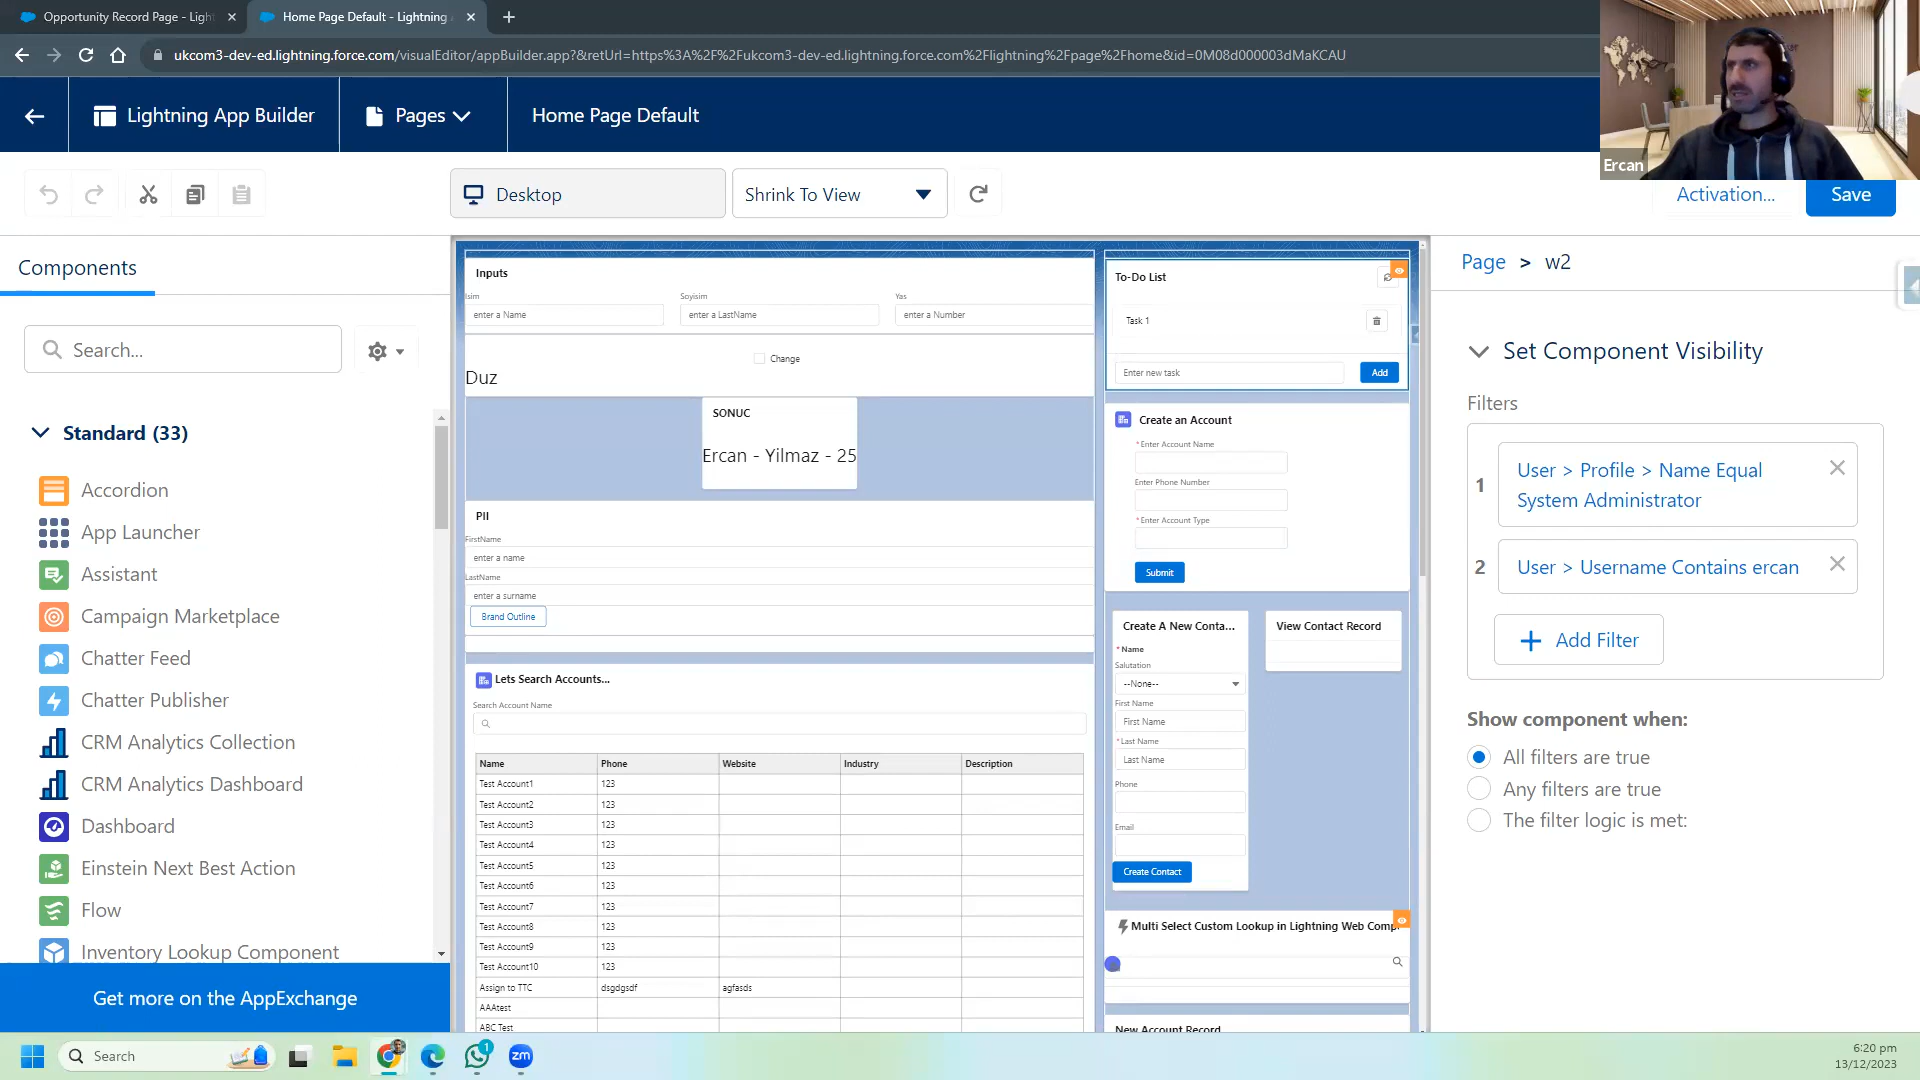 Opportunity Record Page - Ligh
Home Page Default - Lightning
ukcom3-dev-ed.lightning.force.com/visualEditor/appBuilder.app?&retUrl=https%3A%2F%2Fukcom3-dev-ed.lightning.force.com%2Flightning%2Fpage%2Fhome&id=0M08d000003dMaKCAU
Lightning App Builder
Pages
Home Page Default
Ercan
Desktop
Shrink To View
Activation...
Save
Components
Search...
Standard (33)
Accordion
App Launcher
Assistant
Campaign Marketplace
Chatter Feed
Chatter Publisher
CRM Analytics Collection
CRM Analytics Dashboard
Dashboard
Einstein Next Best Action
Flow
Inventory Lookup Component
Get more on the AppExchange
Inputs
Isim
Soyisim
Yas
enter a Name
enter a LastName
enter a Number
Change
Duz
SONUC
Ercan - Yilmaz - 25
PII
FirstName
enter a name
LastName
enter a surname
Brand Outline
Lets Search Accounts...
Search Account Name
Name Phone Website Industry Description
Test Account1 123
Test Account2 123
Test Account3 123
Test Account4 123
Test Account5 123
Test Account6 123
Test Account7 123
Test Account8 123
Test Account9 123
Test Account10 123
Assign to TTC dsgdgsdf agfasds
AAAtest
ABC Test
To-Do List
Task 1
Enter new task
Add
Create an Account
* Enter Account Name
Enter Phone Number
* Enter Account Type
Submit
Create A New Conta...
* Name
Salutation
--None--
First Name
First Name
* Last Name
Last Name
Phone
Email
Create Contact
View Contact Record
Multi Select Custom Lookup in Lightning Web Comp
New Account Record
Page > w2
Set Component Visibility
Filters
1
User > Profile > Name Equal
System Administrator
2
User > Username Contains ercan
Add Filter
Show component when:
All filters are true
Any filters are true
The filter logic is met:
Search
1
zm
6:20 pm
13/12/2023